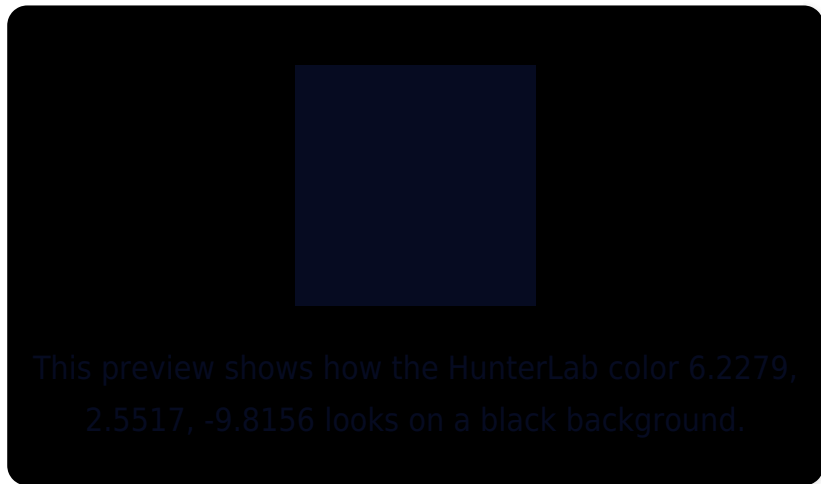 This preview shows how the HunterLab color 6.2279,
2.5517, -9.8156 looks on a black background.